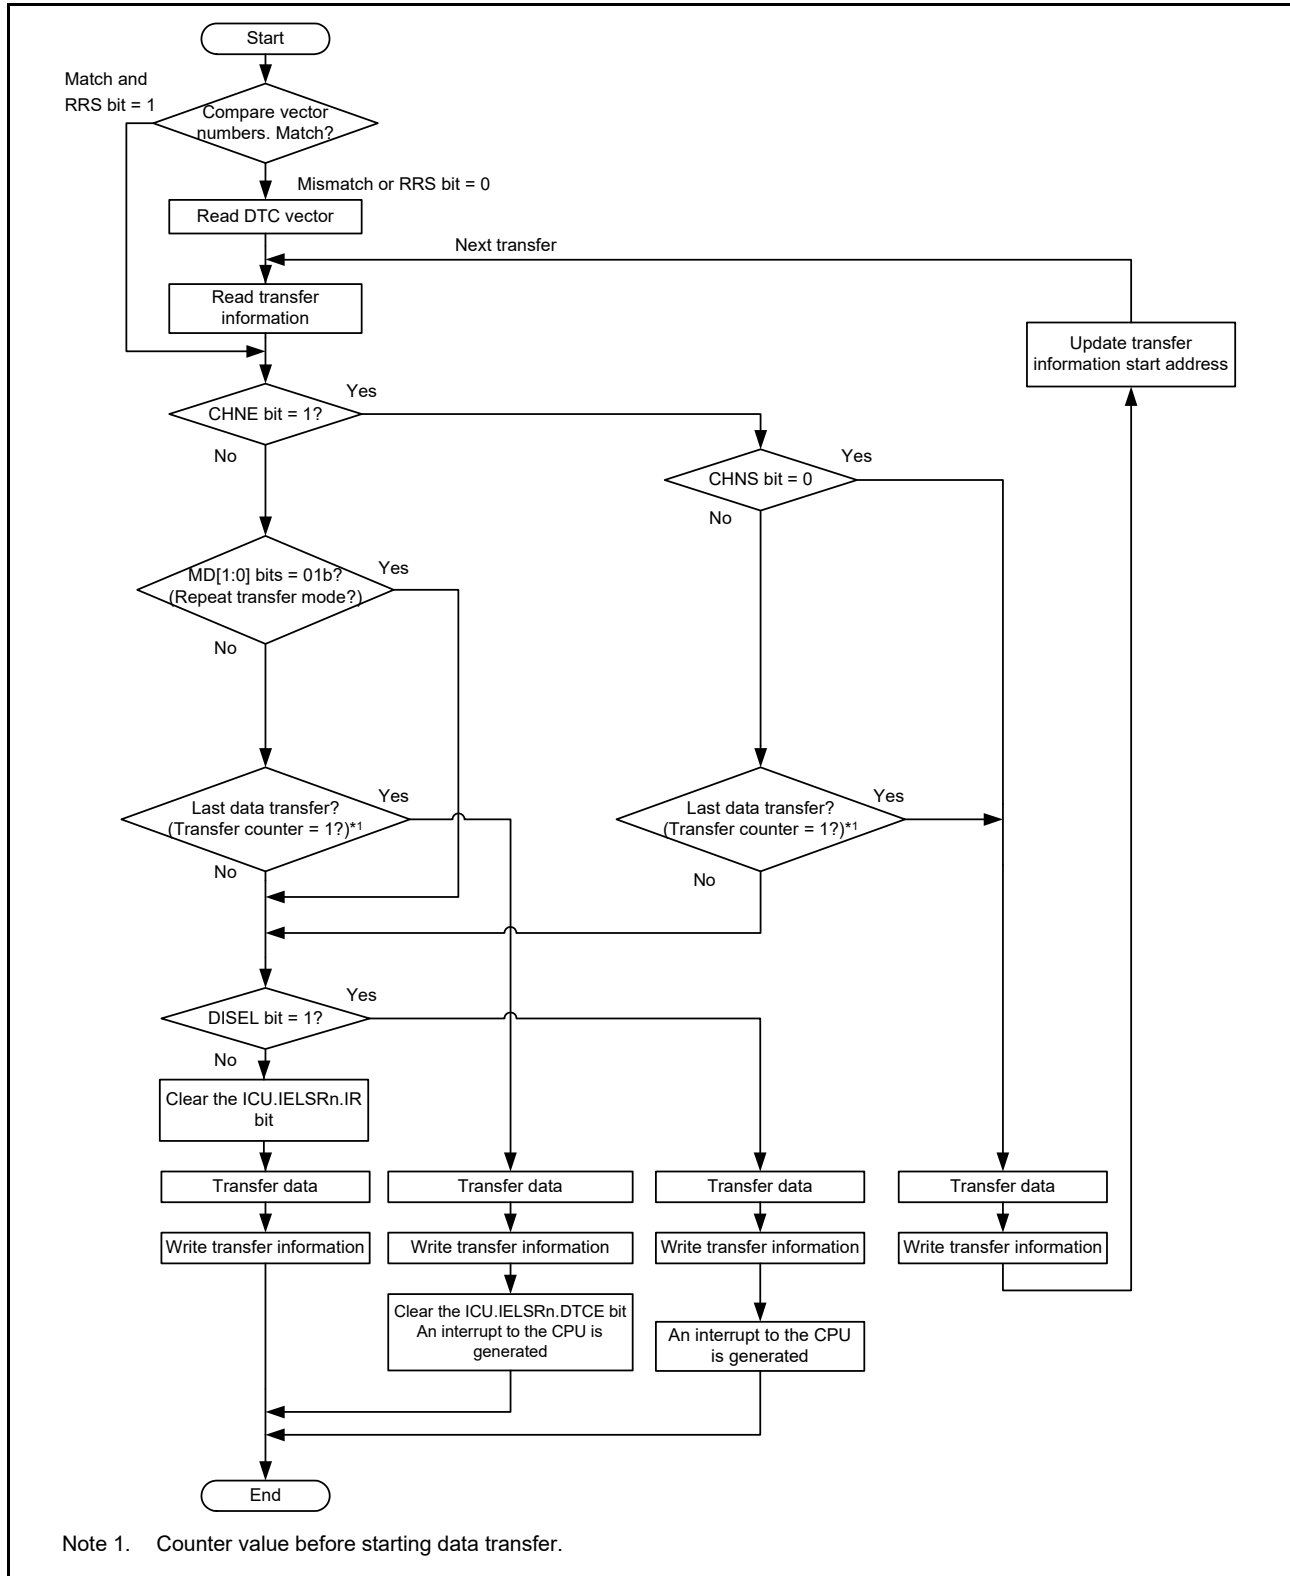 Start
Match and
RRS bit = 1
Compare vector
numbers. Match?
Mismatch or RRS bit = 0
Read DTC vector
Next transfer
Read transfer
information
Update transfer
information start address
CHNE bit = 1?
Yes
No
CHNS bit = 0
Yes
No
MD[1:0] bits = 01b?
(Repeat transfer mode?)
Yes
No
Last data transfer?
(Transfer counter = 1?)*1
Yes
No
Last data transfer?
(Transfer counter = 1?)*1
Yes
No
DISEL bit = 1?
Yes
No
Clear the ICU.IELSRn.IR
bit
Transfer data
Transfer data
Transfer data
Transfer data
Write transfer information
Write transfer information
Write transfer information
Write transfer information
Clear the ICU.IELSRn.DTCE bit
An interrupt to the CPU is
generated
An interrupt to the CPU
is generated
End
Note 1. Counter value before starting data transfer.